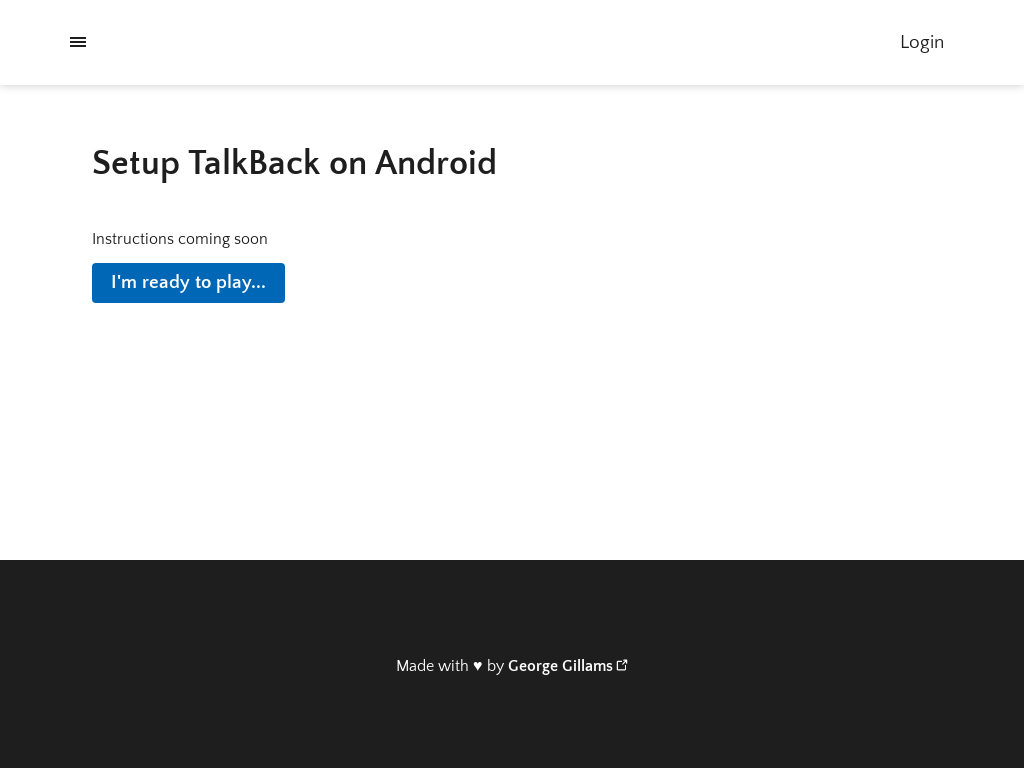 Login
Setup TalkBack on Android
Instructions coming soon
I'm ready to play...
Made with ♥ by George Gillams